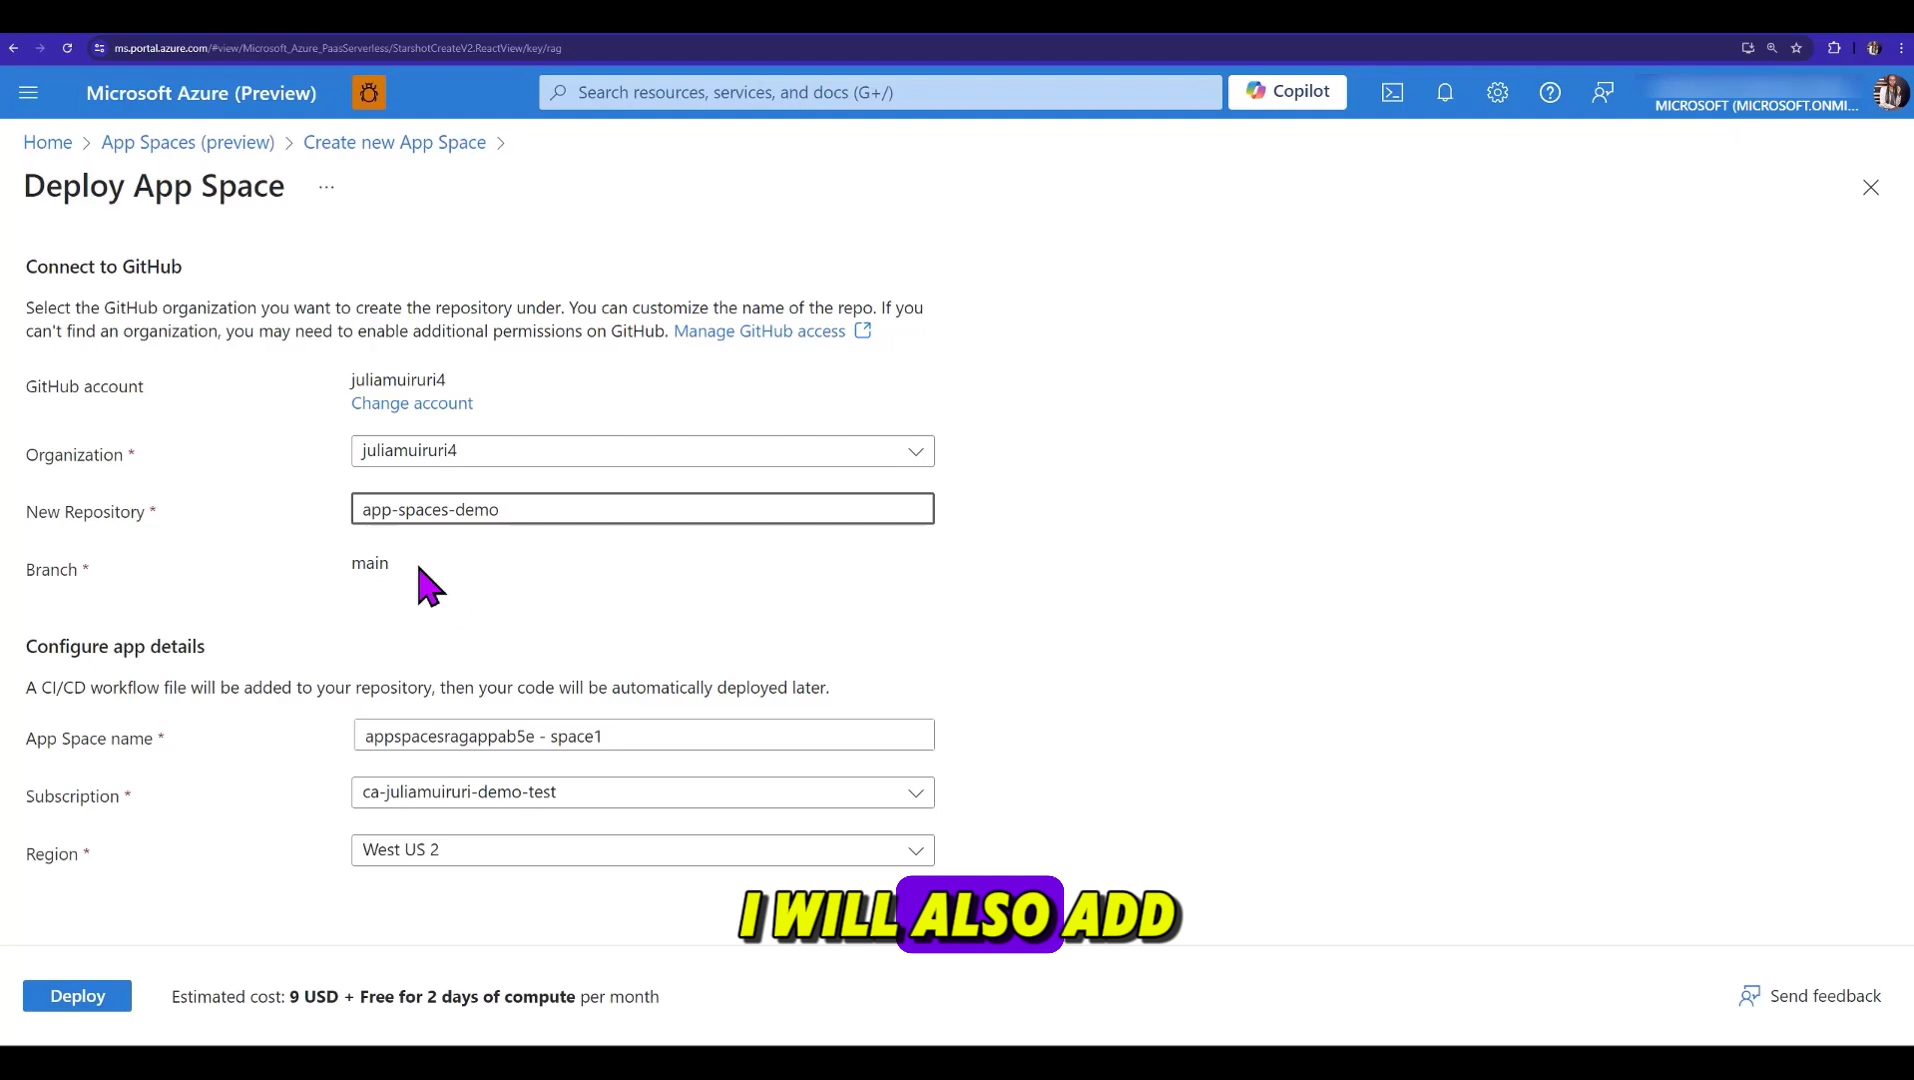 ms.portal.azure.com/#view/Microsoft_Azure_PaasServerless/StarshotCreateV2.ReactView/key/rag
Microsoft Azure (Preview)
Search resources, services, and docs (G+/)
Copilot
MICROSOFT (MICROSOFT.ONMI...
Home > App Spaces (preview) > Create new App Space >
Deploy App Space ...
Connect to GitHub
Select the GitHub organization you want to create the repository under. You can customize the name of the repo. If you
can't find an organization, you may need to enable additional permissions on GitHub. Manage GitHub access
GitHub account juliamuiruri4
Change account
Organization * juliamuiruri4
New Repository * app-spaces-demo
Branch * main
Configure app details
A CI/CD workflow file will be added to your repository, then your code will be automatically deployed later.
App Space name * appspacesragappab5e - space1
Subscription * ca-juliamuiruri-demo-test
Region * West US 2
I WILL ALSO ADD
Deploy Estimated cost: 9 USD + Free for 2 days of compute per month Send feedback